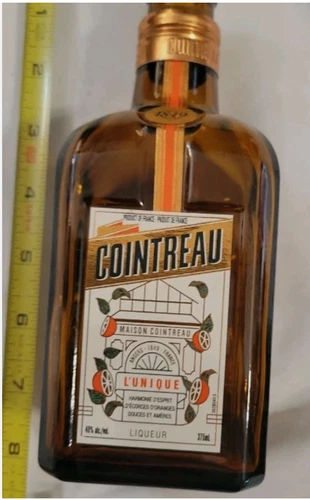 1
2
3
4
5
6
7
8
1849
PRODUCT OF FRANCE - PRODUIT DE FRANCE
COINTREAU
MAISON COINTREAU
ANGERS - 1849 - FRANCE
L'UNIQUE
HARMONIE D'ESPRIT
D'ÉCORCES D'ORANGES
DOUCES ET AMÈRES
40% alc./vol.
LIQUEUR
375mL